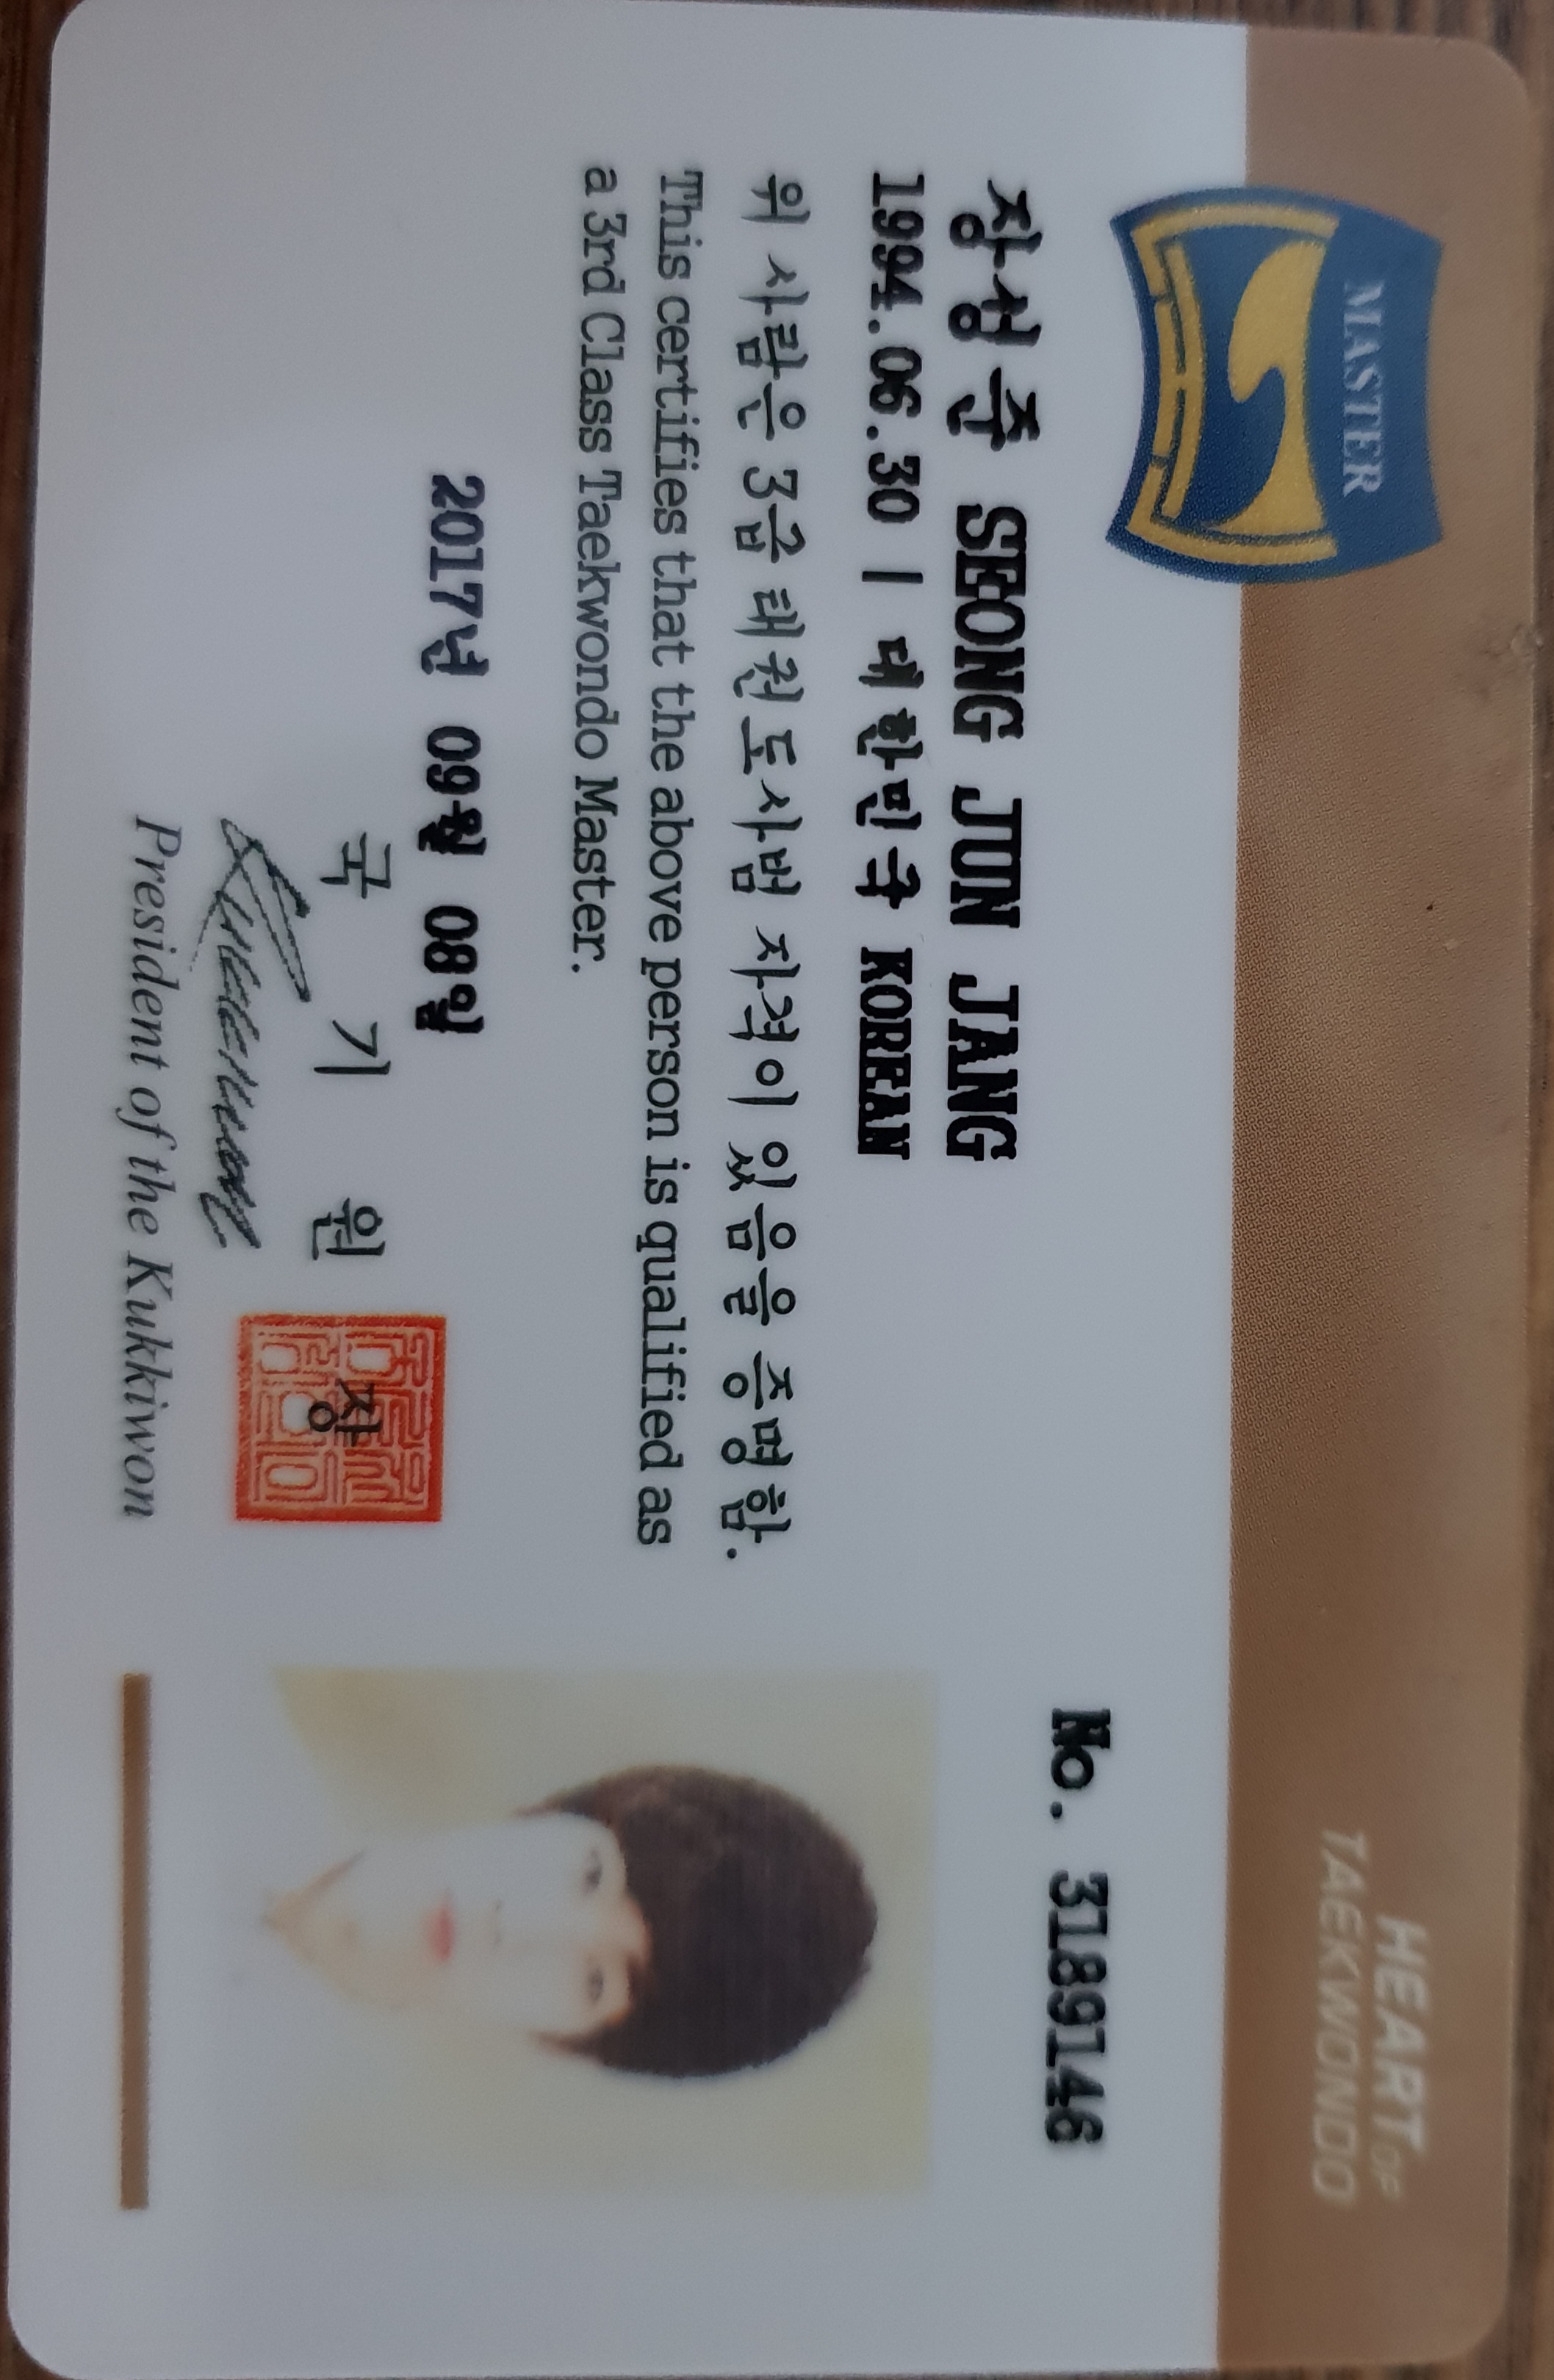 MASTER
HEART OF
TAEKWONDO
No. 3189146
장성준 SEONG JUN JANG
1994.06.30 | 대한민국 KOREAN
위 사람은 3급 태권도사범 자격이 있음을 증명함.
This certifies that the above person is qualified as
a 3rd Class Taekwondo Master.
2017년 09월 08일
국 기 원 장
President of the Kukkiwon